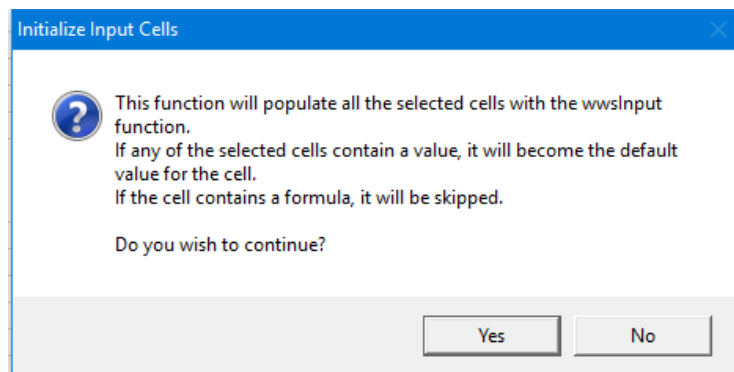 Initialize Input Cells
This function will populate all the selected cells with the wwsInput
function.
If any of the selected cells contain a value, it will become the default
value for the cell.
If the cell contains a formula, it will be skipped.
Do you wish to continue?
Yes No